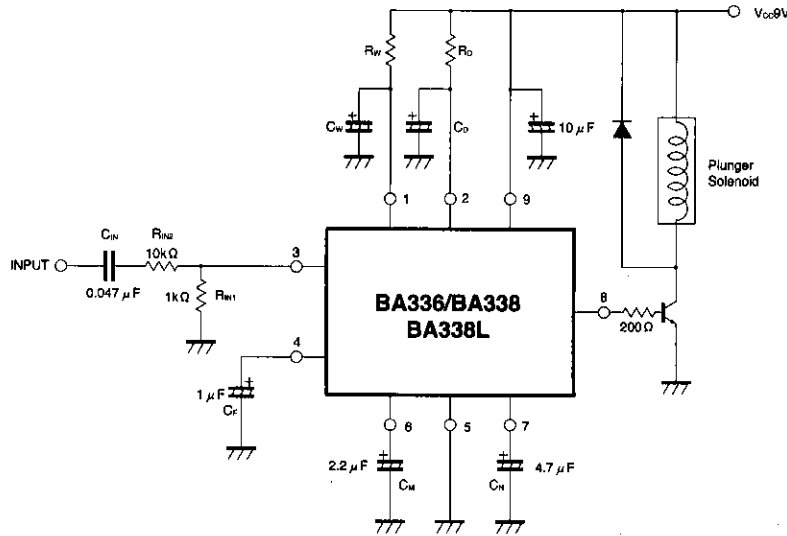 Vcc9V
Rw
RD
Cw
CD
10 μF
Plunger
Solenoid
1
2
9
CIN
RIN2
INPUT
10kΩ
3
0.047 μF
1kΩ
RIN1
BA336/BA338
BA338L
8
200Ω
4
1 μF
CF
6
5
7
2.2 μF
CM
CN
4.7 μF